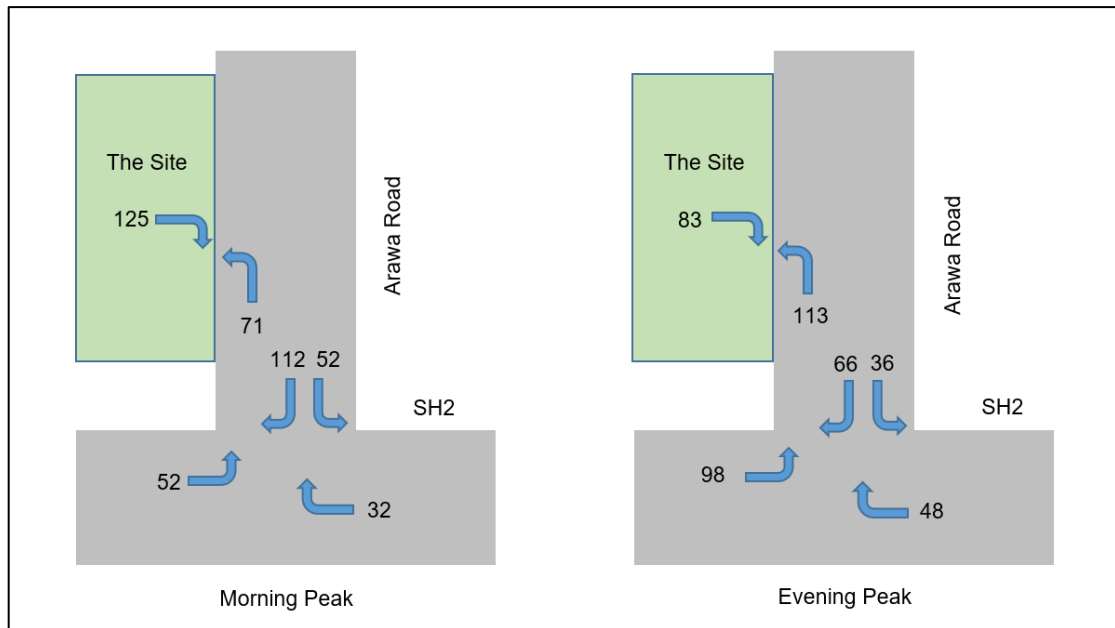 The Site
125
71
112 52
Arawa Road
SH2
52
32
Morning Peak
The Site
83
113
66 36
Arawa Road
SH2
98
48
Evening Peak